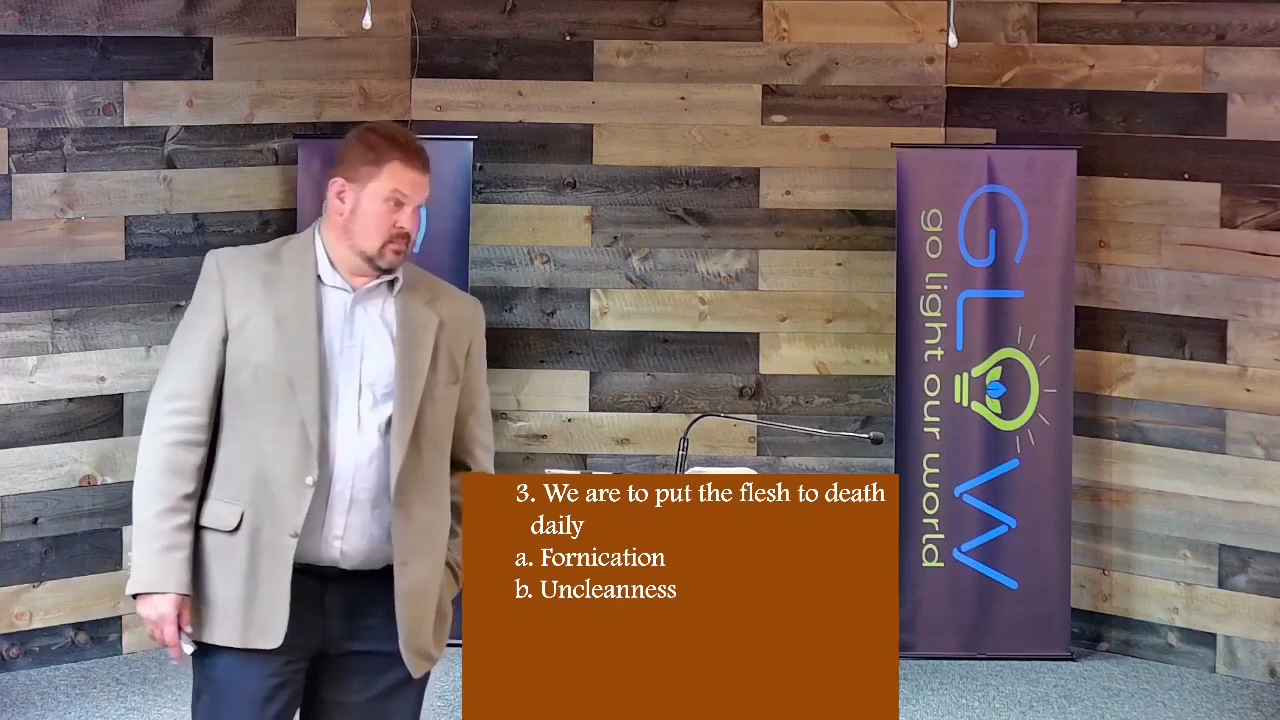 3. We are to put the flesh to death
daily
a. Fornication
b. Uncleanness
GLOW
go light our world